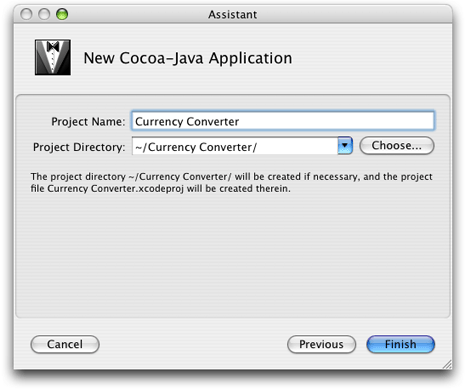 Assistant
New Cocoa-Java Application
Project Name: Currency Converter
Project Directory: ~/Currency Converter/ Choose...
The project directory ~/Currency Converter/ will be created if necessary, and the project
file Currency Converter.xcodeproj will be created therein.
Cancel Previous Finish